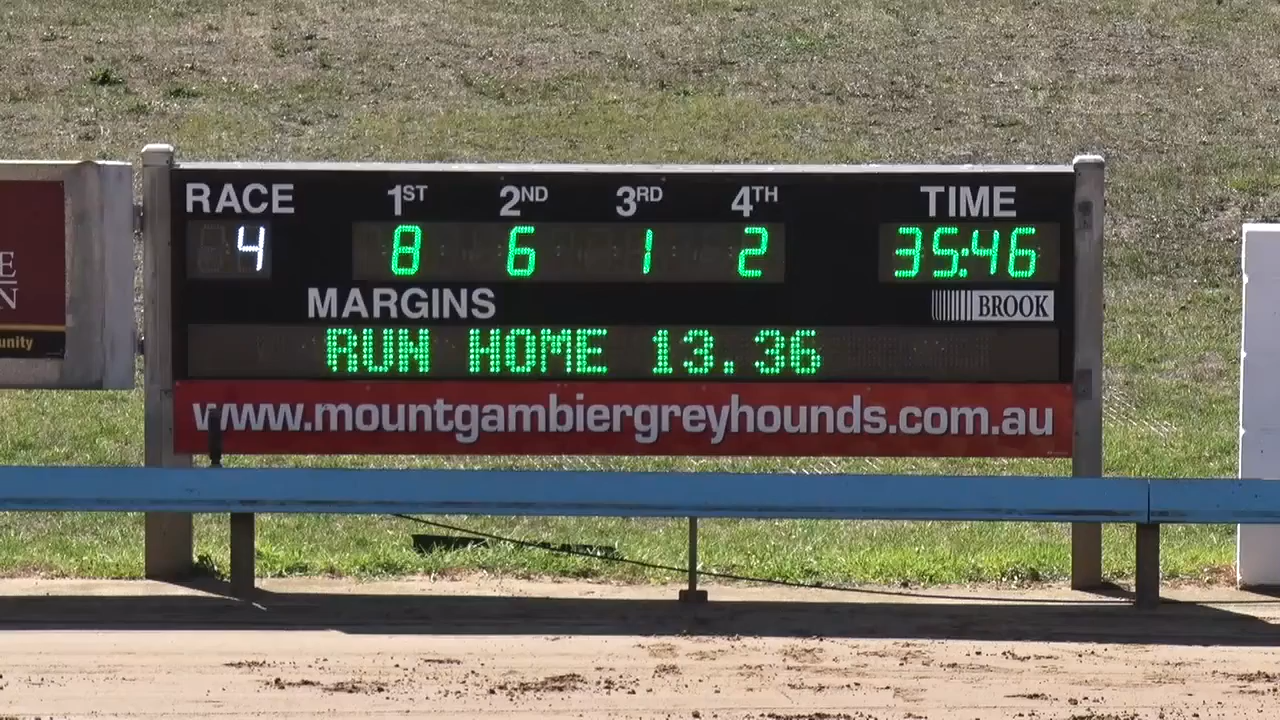 RACE 1ST 2ND 3RD 4TH TIME
4 8 6 1 2 35:46
MARGINS BROOK
RUN HOME 13.36
www.mountgambiergreyhounds.com.au
E
N
unity